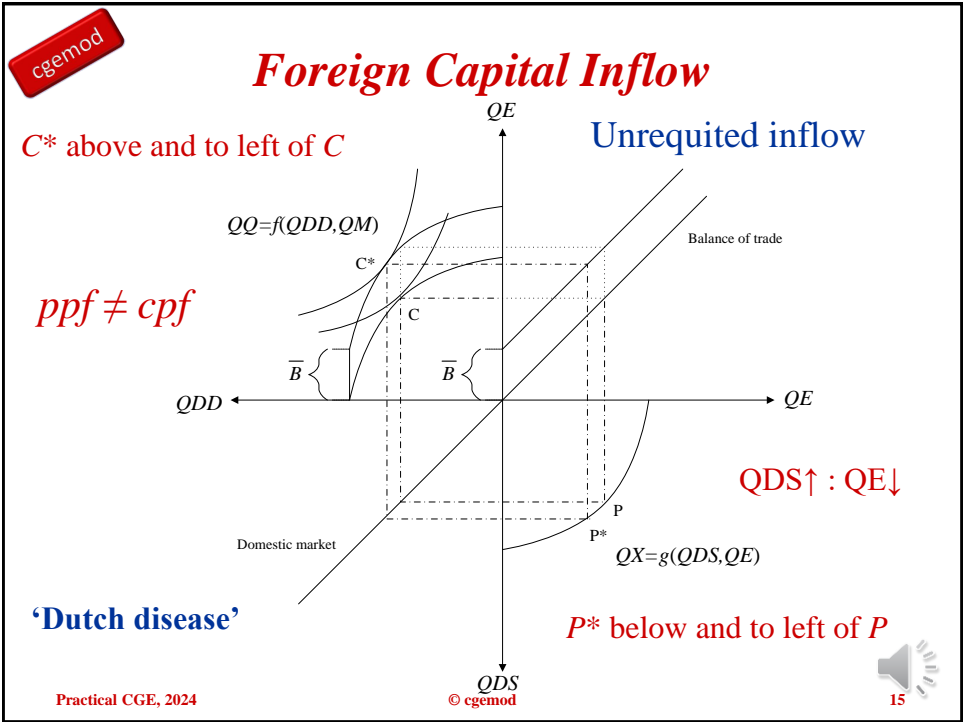 cgemod
Foreign Capital Inflow
QE
C* above and to left of C
Unrequited inflow
QQ=f(QDD,QM)
Balance of trade
C*
ppf ≠ cpf
C
B̅
B̅
QDD
QE
QDS↑ : QE↓
P
P*
Domestic market
QX=g(QDS,QE)
‘Dutch disease’
P* below and to left of P
QDS
Practical CGE, 2024
© cgemod
15